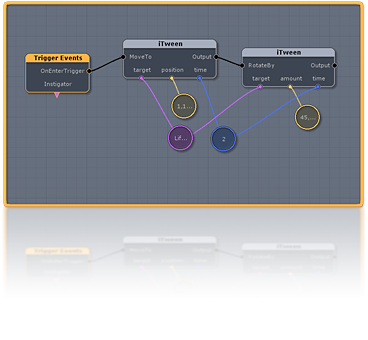 Trigger Events
OnEnterTrigger
Instigator
iTween
MoveTo Output
target position time
iTween
RotateBy Output
target amount time
1,1...
Lif...
2
45,...